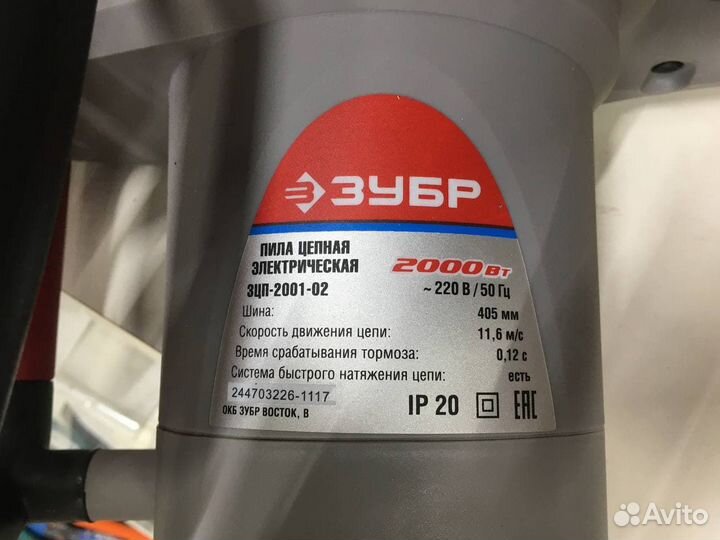 ЗУБР
ПИЛА ЦЕПНАЯ
ЭЛЕКТРИЧЕСКАЯ
2000 Вт
ЗЦП-2001-02
~ 220 В / 50 Гц
Шина: 405 мм
Скорость движения цепи: 11,6 м/с
Время срабатывания тормоза: 0,12 с
Система быстрого натяжения цепи: есть
244703226-1117
ОКБ ЗУБР ВОСТОК, В
IP 20 EAC
Avito